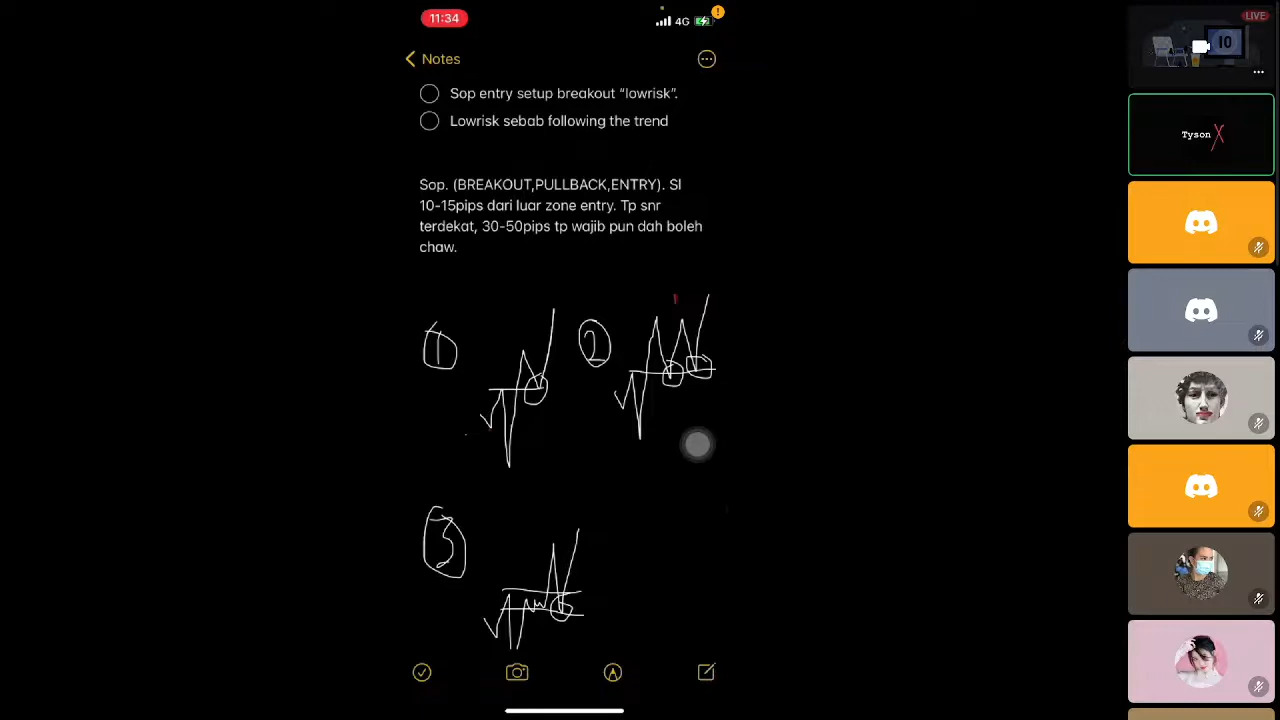 11:34
4G
!
LIVE
10
Notes
Sop entry setup breakout “lowrisk”.
Lowrisk sebab following the trend
Tyson X
Sop. (BREAKOUT,PULLBACK,ENTRY). Sl
10-15pips dari luar zone entry. Tp snr
terdekat, 30-50pips tp wajib pun dah boleh
chaw.
1
2
3